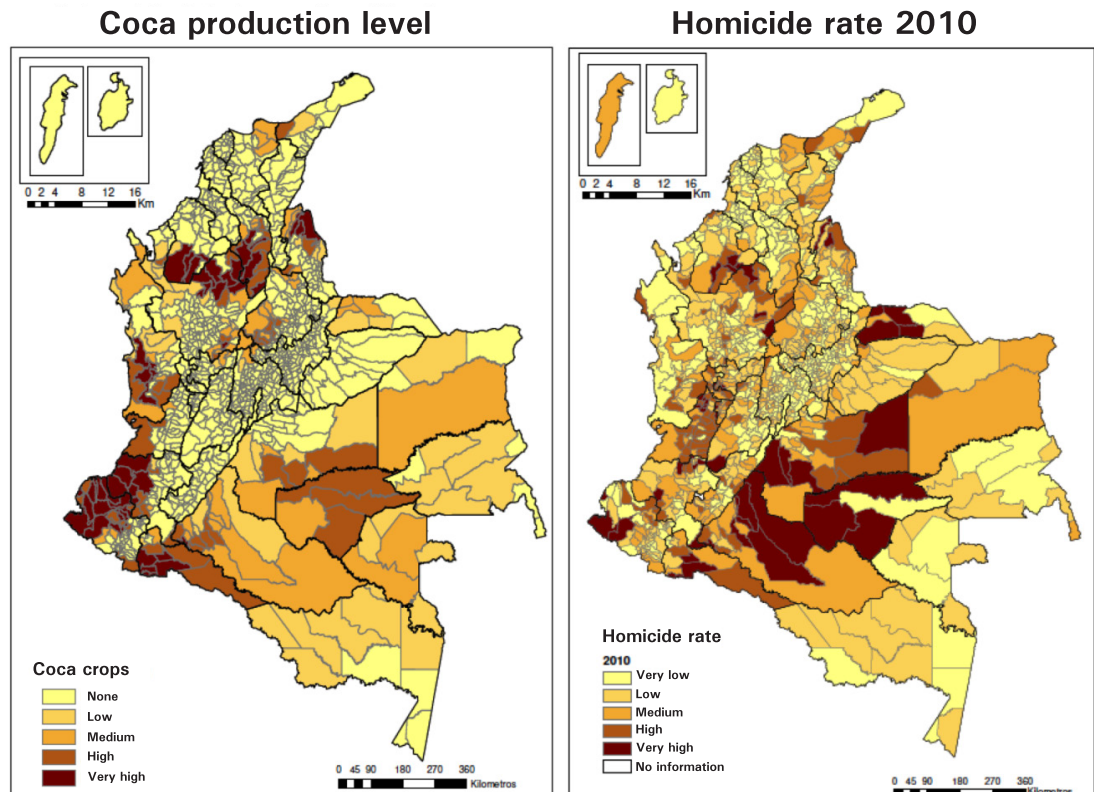 Coca production level
Homicide rate 2010
0 2 4 8 12 16
Km
0 2 4 8 12 16
Km
Coca crops
None
Low
Medium
High
Very high
0 45 90 180 270 360
Kilometros
Homicide rate
2010
Very low
Low
Medium
High
Very high
No information
0 45 90 180 270 360
Kilometros